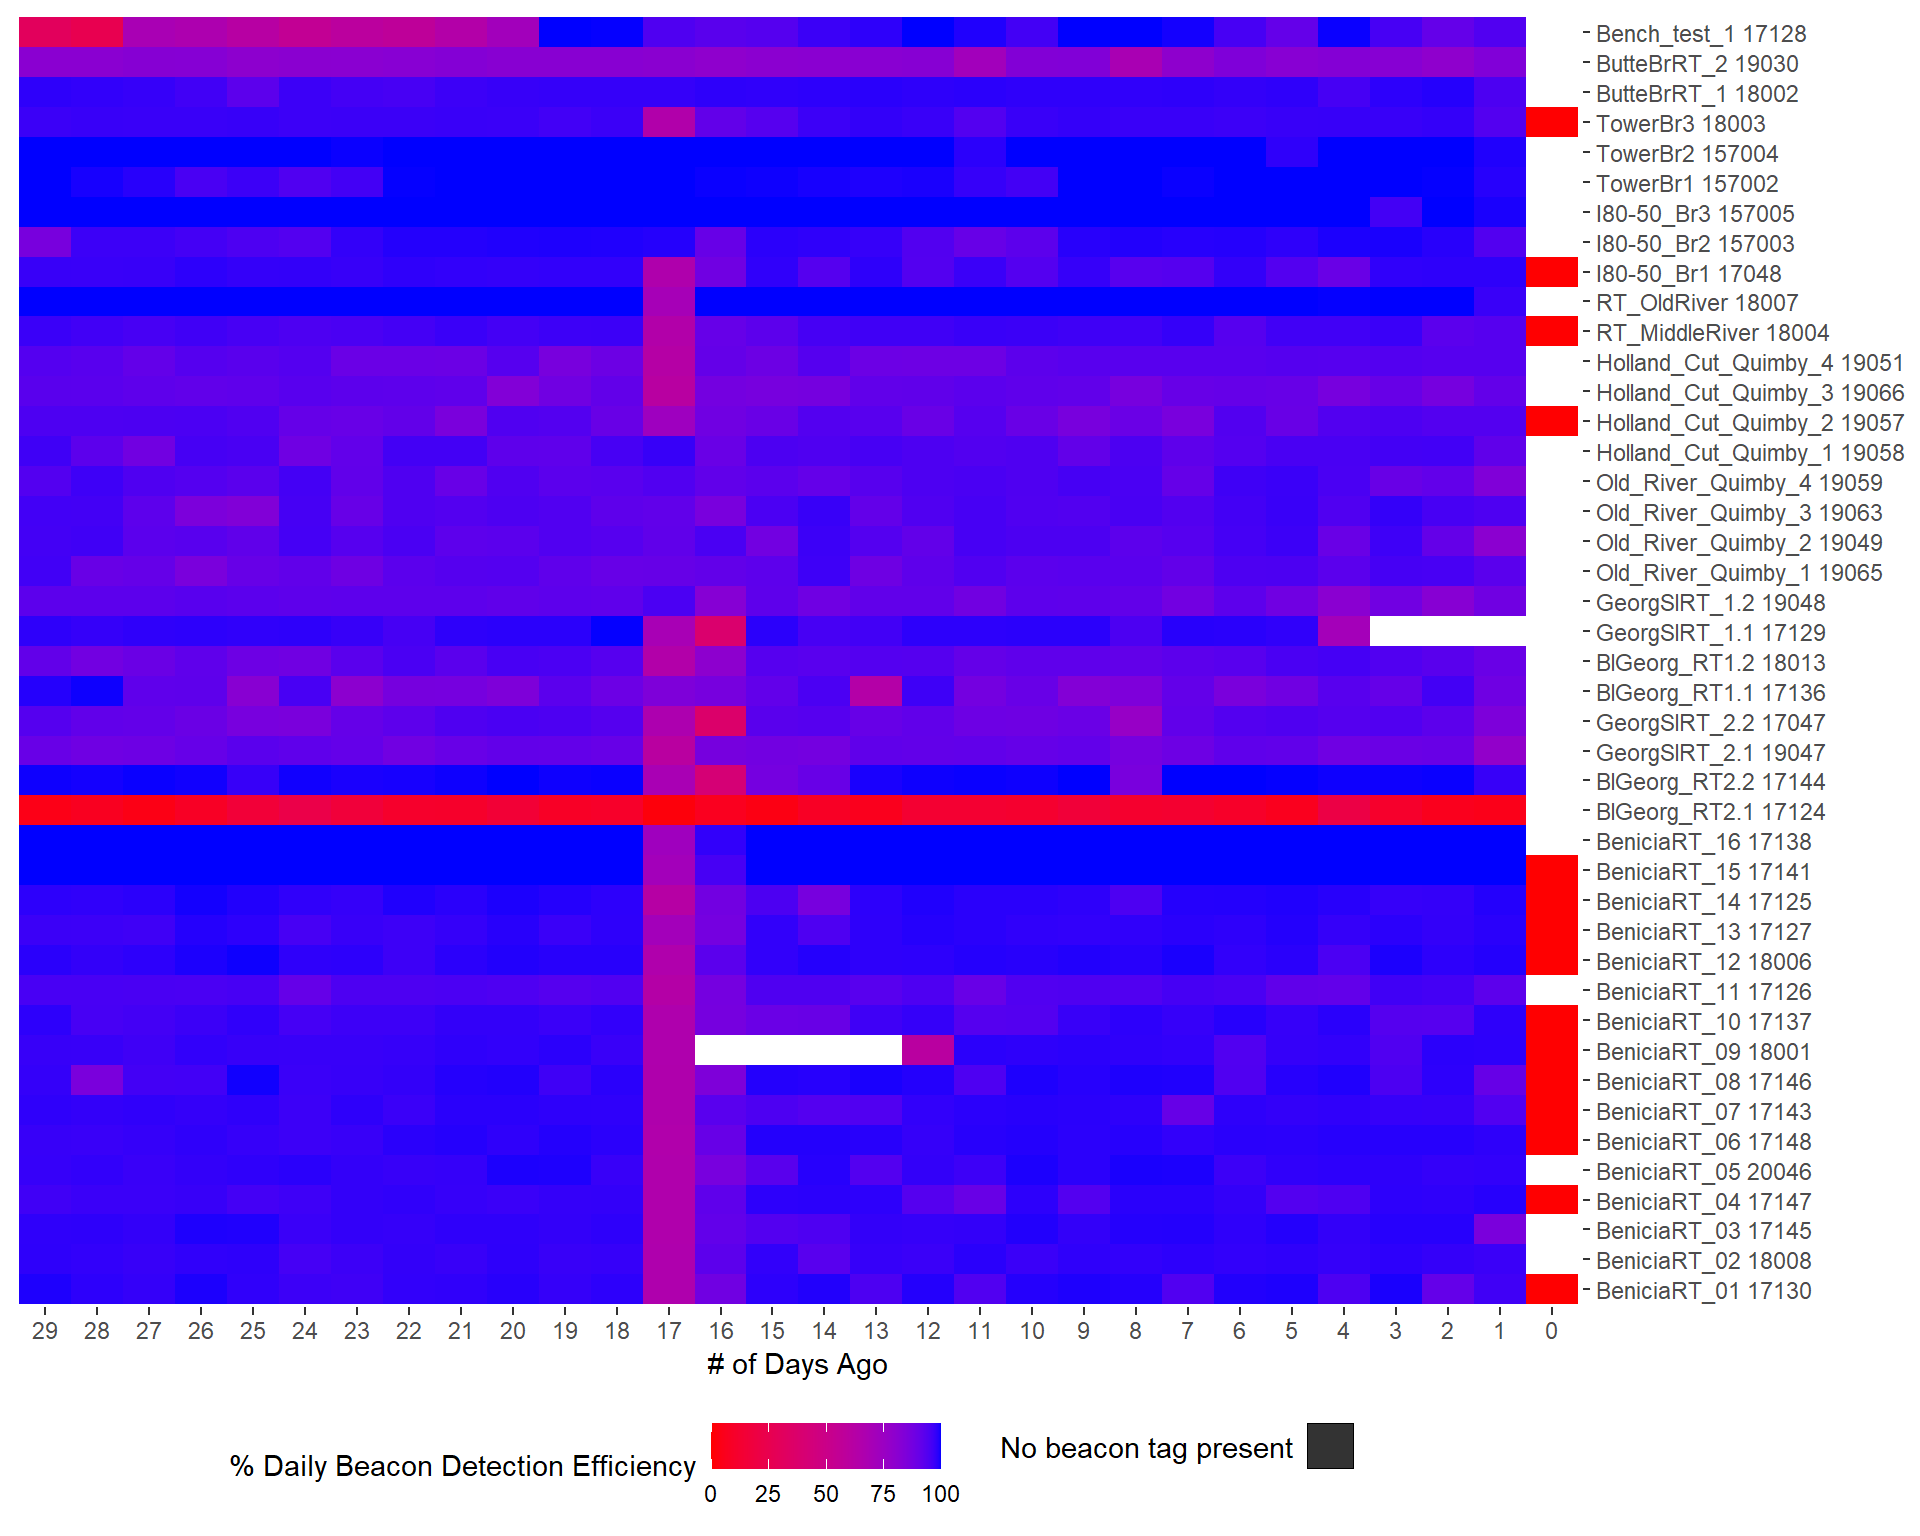 Bench_test_1 17128
ButteBrRT_2 19030
ButteBrRT_1 18002
TowerBr3 18003
TowerBr2 157004
TowerBr1 157002
I80-50_Br3 157005
I80-50_Br2 157003
I80-50_Br1 17048
RT_OldRiver 18007
RT_MiddleRiver 18004
Holland_Cut_Quimby_4 19051
Holland_Cut_Quimby_3 19066
Holland_Cut_Quimby_2 19057
Holland_Cut_Quimby_1 19058
Old_River_Quimby_4 19059
Old_River_Quimby_3 19063
Old_River_Quimby_2 19049
Old_River_Quimby_1 19065
GeorgSlRT_1.2 19048
GeorgSlRT_1.1 17129
BlGeorg_RT1.2 18013
BlGeorg_RT1.1 17136
GeorgSlRT_2.2 17047
GeorgSlRT_2.1 19047
BlGeorg_RT2.2 17144
BlGeorg_RT2.1 17124
BeniciaRT_16 17138
BeniciaRT_15 17141
BeniciaRT_14 17125
BeniciaRT_13 17127
BeniciaRT_12 18006
BeniciaRT_11 17126
BeniciaRT_10 17137
BeniciaRT_09 18001
BeniciaRT_08 17146
BeniciaRT_07 17143
BeniciaRT_06 17148
BeniciaRT_05 20046
BeniciaRT_04 17147
BeniciaRT_03 17145
BeniciaRT_02 18008
BeniciaRT_01 17130
29 28 27 26 25 24 23 22 21 20 19 18 17 16 15 14 13 12 11 10 9 8 7 6 5 4 3 2 1 0
# of Days Ago
% Daily Beacon Detection Efficiency
0 25 50 75 100
No beacon tag present